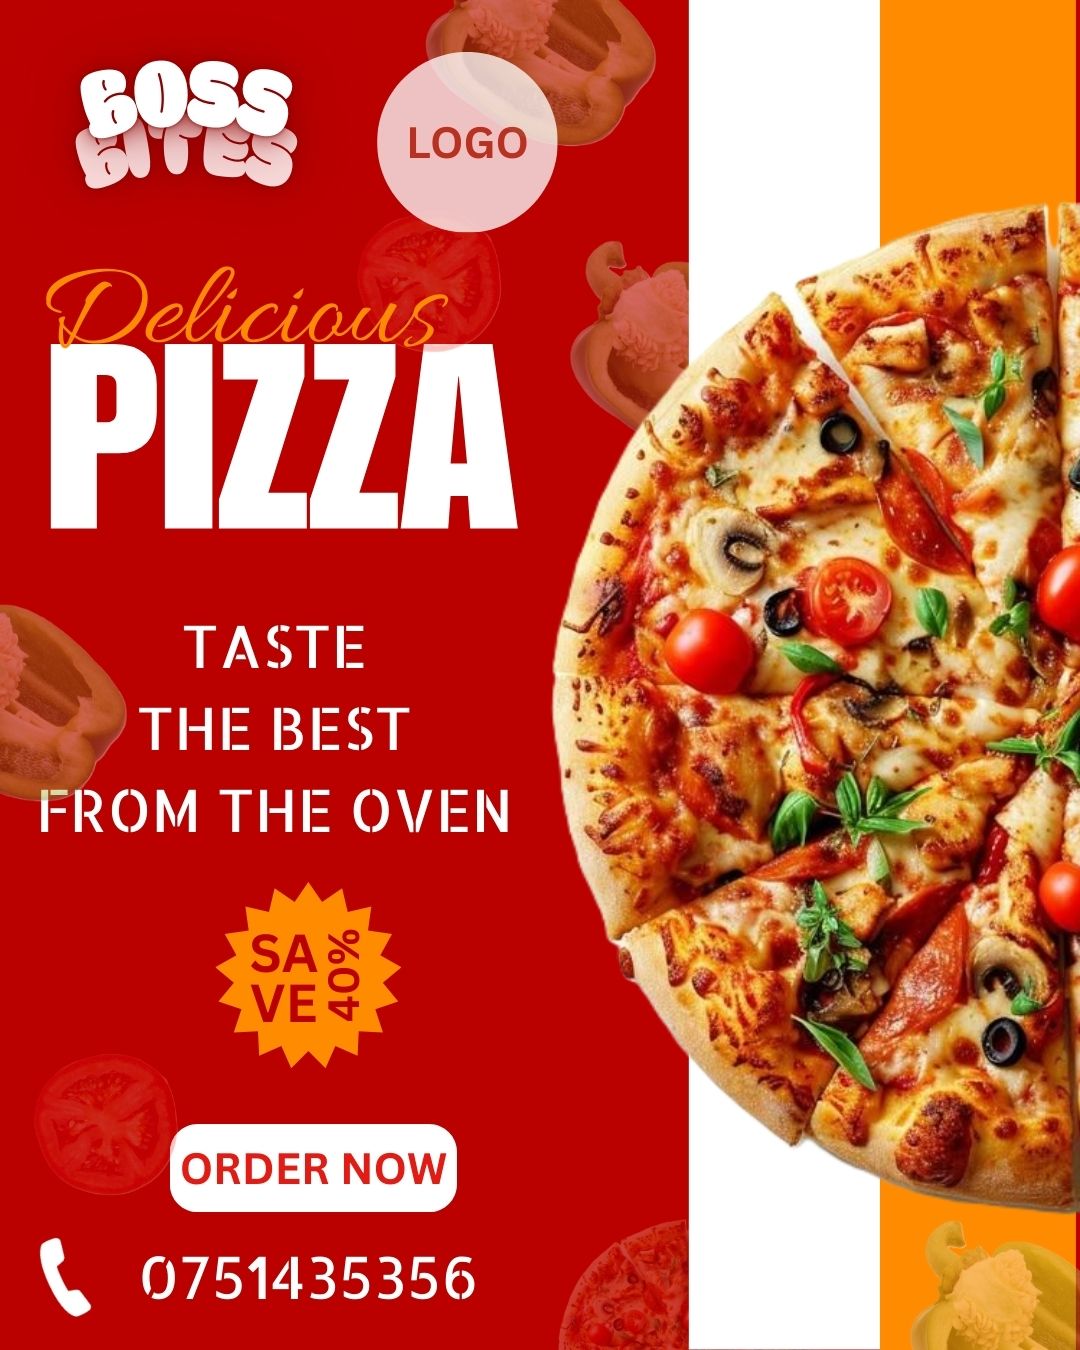 BOSS
BITES
LOGO
Delicious
PIZZA
TASTE
THE BEST
FROM THE OVEN
SA
VE
40%
ORDER NOW
0751435356